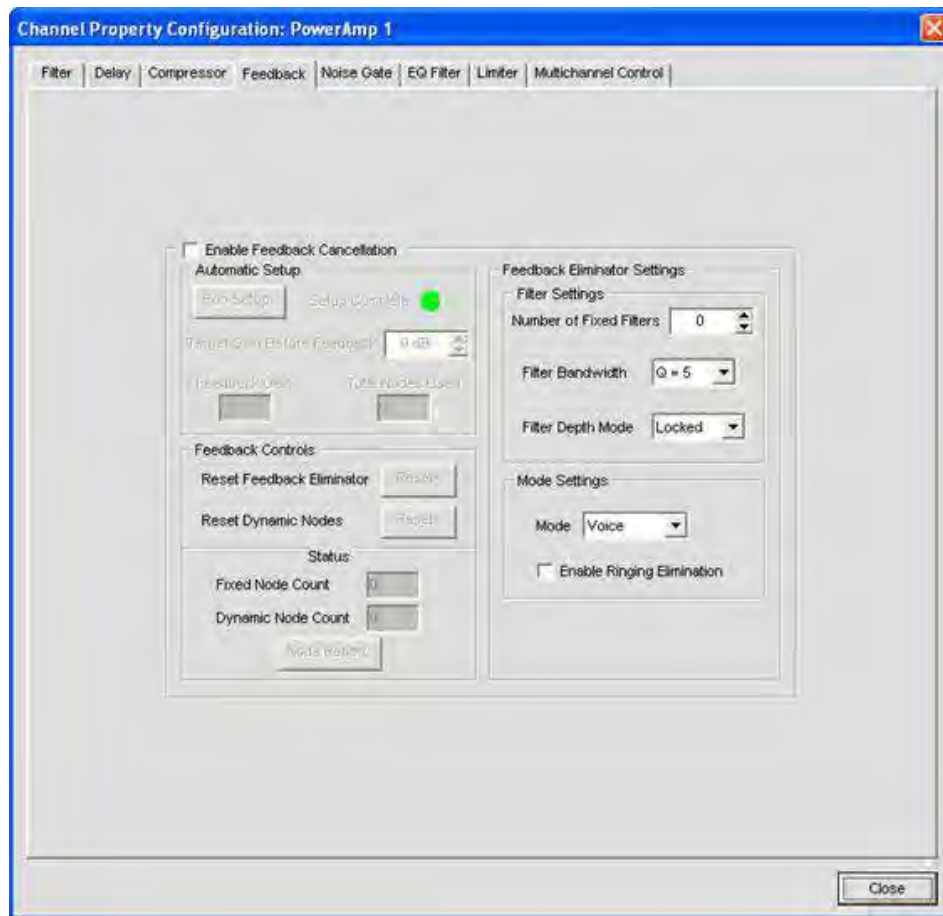 Channel Property Configuration: PowerAmp 1
Filter Delay Compressor Feedback Noise Gate EQ Filter Limiter Multichannel Control
Enable Feedback Cancellation
Automatic Setup
Run Setup Setup Complete
Target Gain Before Feedback 0 dB
Feedback Gain Total Nodes Used
Feedback Controls
Reset Feedback Eliminator Reset
Reset Dynamic Nodes Reset
Status
Fixed Node Count 0
Dynamic Node Count 0
Node Report
Feedback Eliminator Settings
Filter Settings
Number of Fixed Filters 0
Filter Bandwidth Q = 5
Filter Depth Mode Locked
Mode Settings
Mode Voice
Enable Ringing Elimination
Close